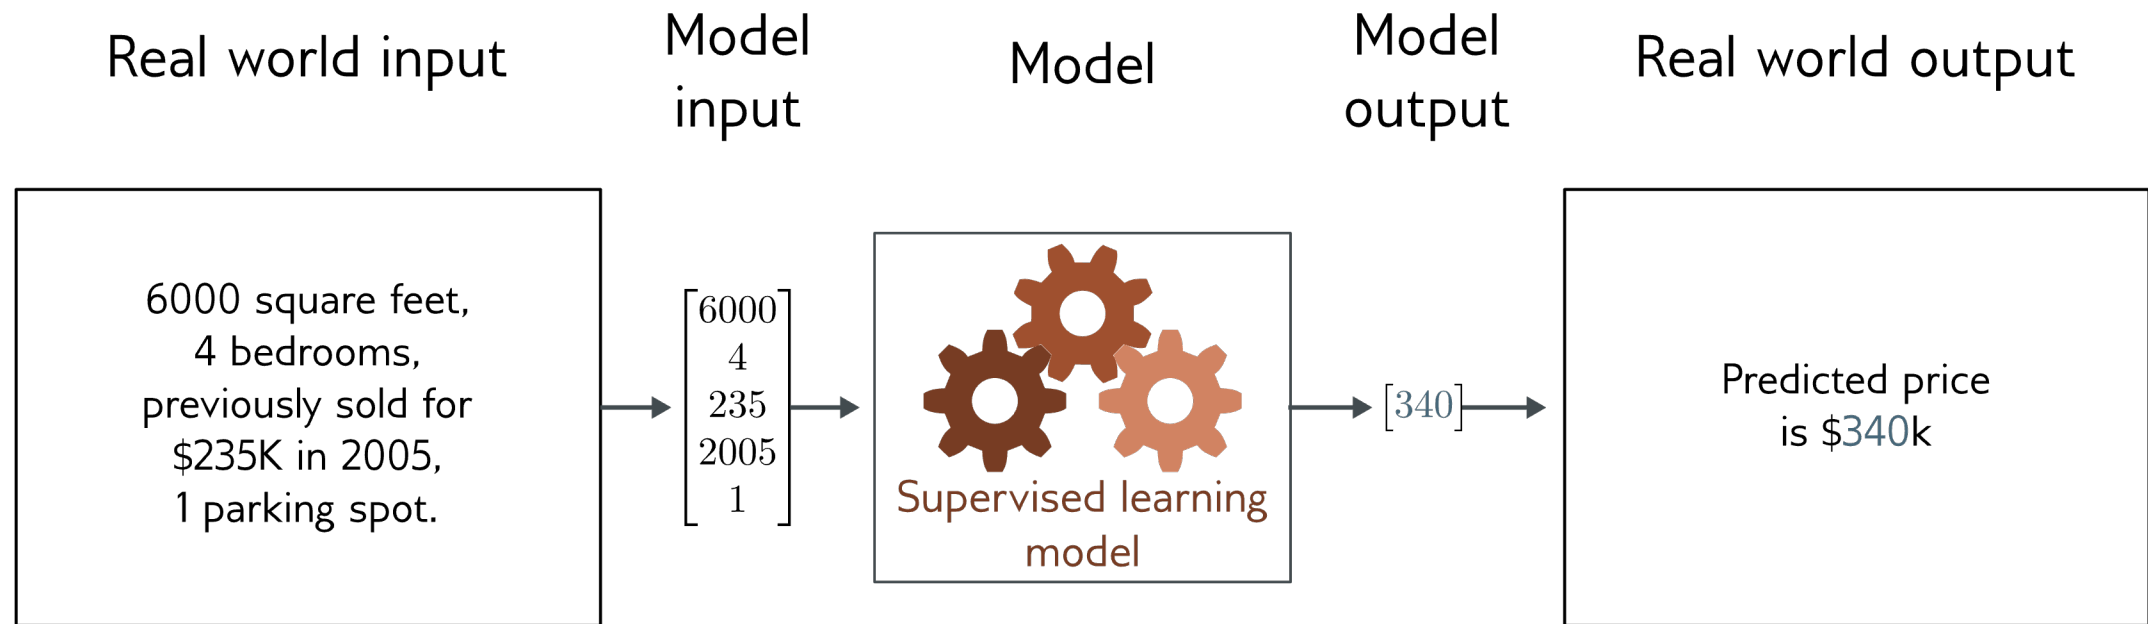 Real world input
Model
input
Model
Model
output
Real world output
6000 square feet,
4 bedrooms,
previously sold for
$235K in 2005,
1 parking spot.
6000
4
235
2005
1
Supervised learning
model
[340]
Predicted price
is $340k